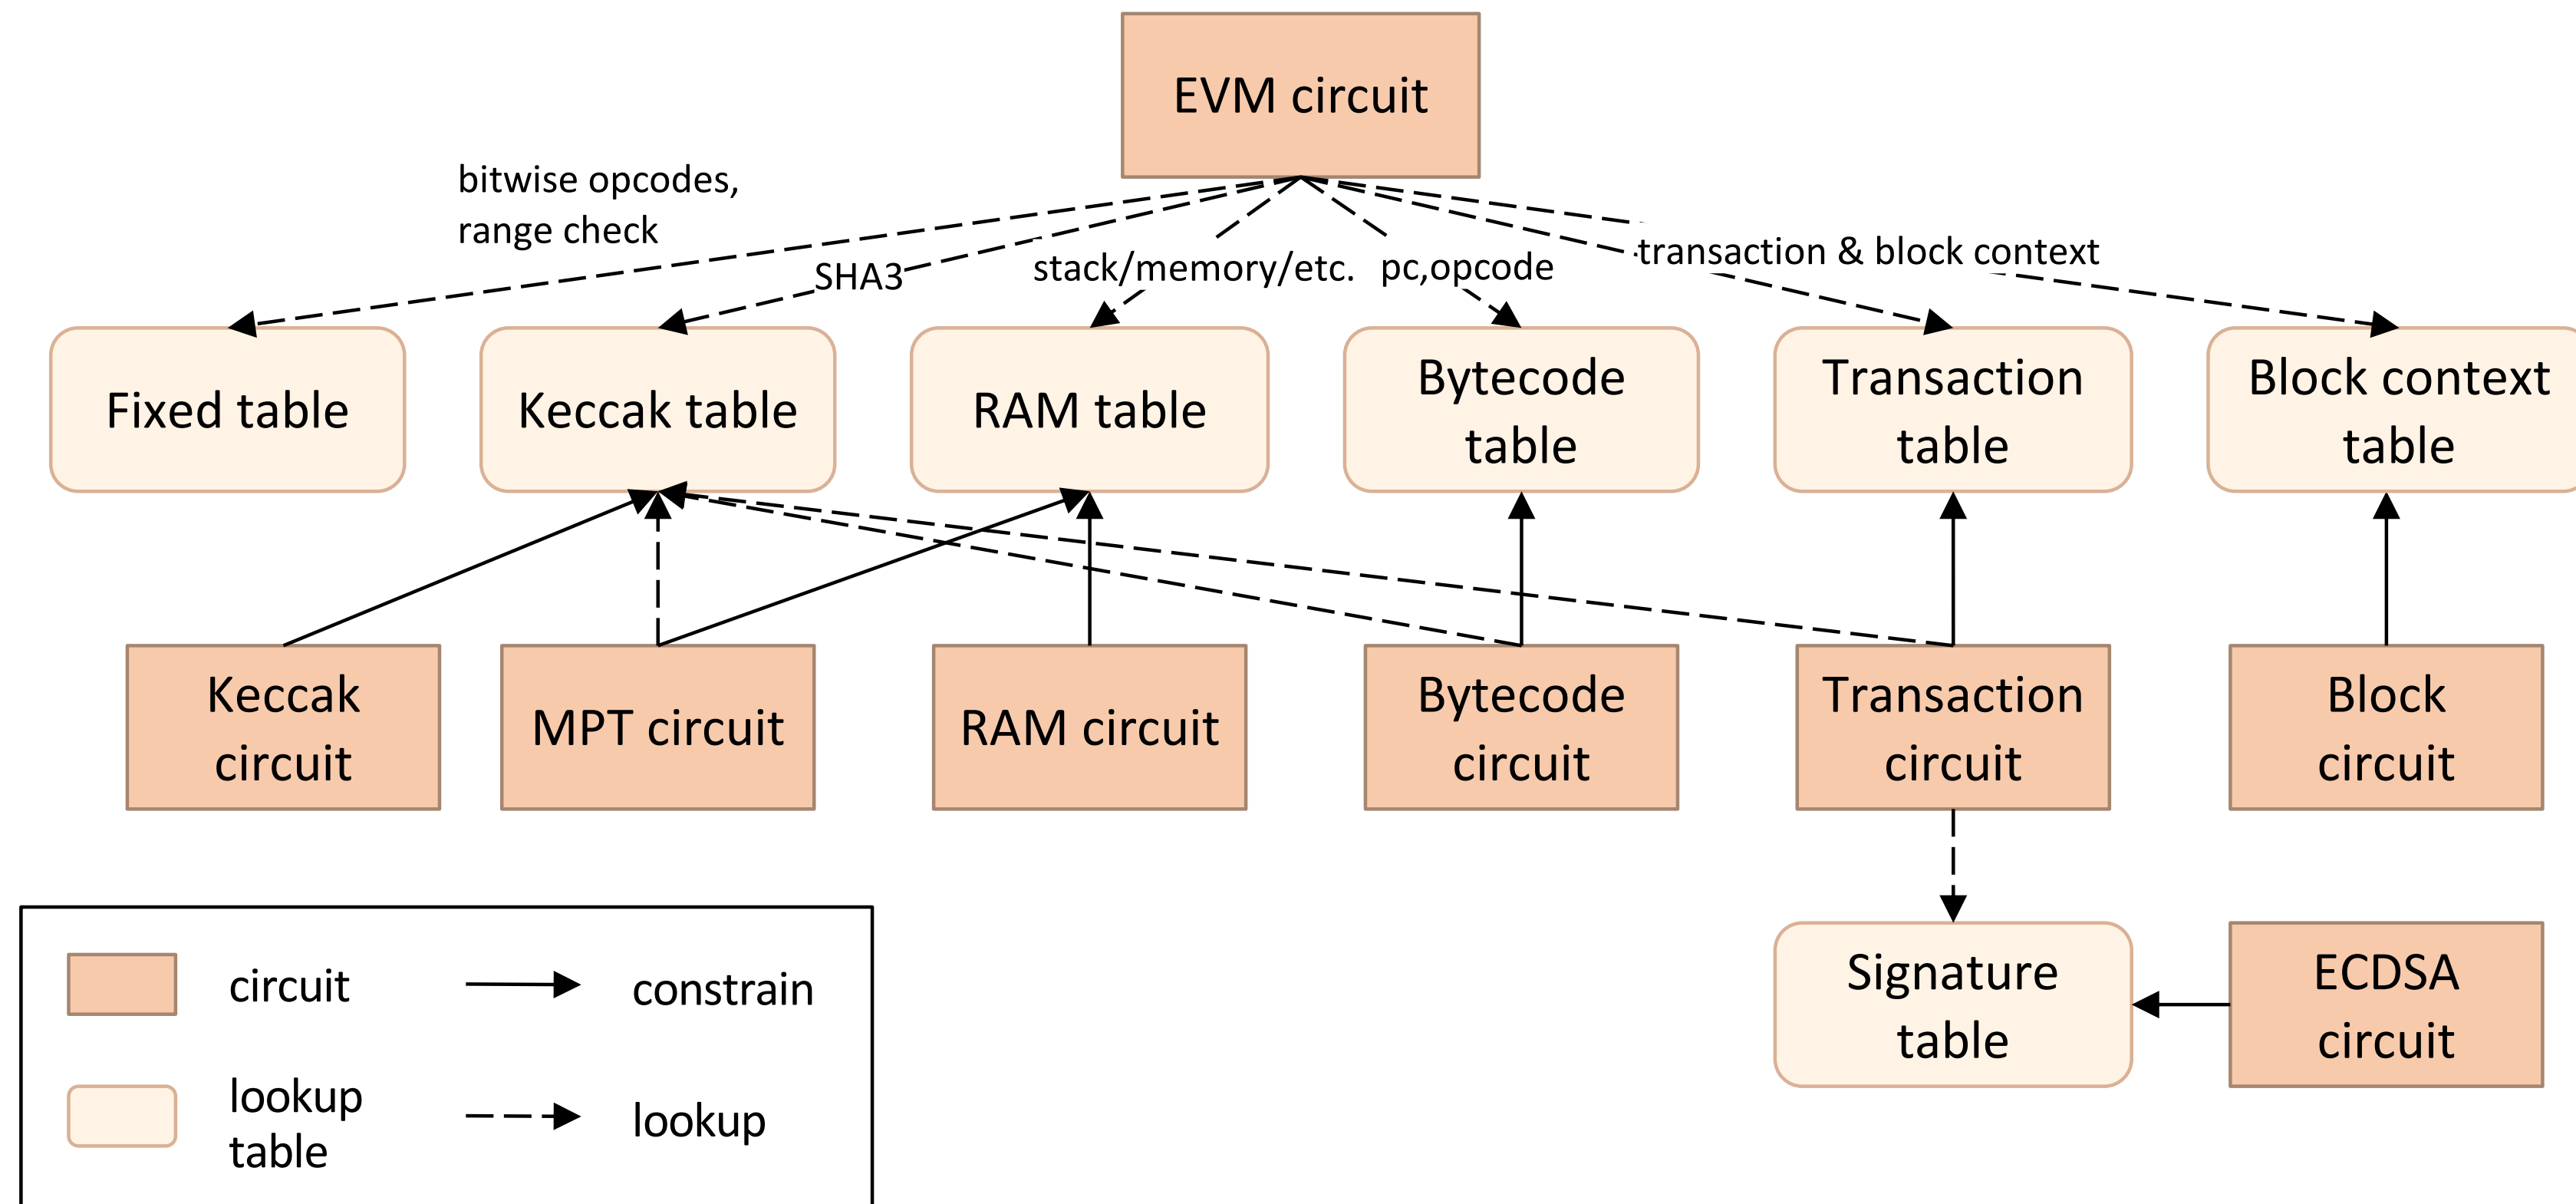 EVM circuit
bitwise opcodes,
range check
SHA3
stack/memory/etc.
pc,opcode
transaction & block context
Fixed table
Keccak table
RAM table
Bytecode
table
Transaction
table
Block context
table
Keccak
circuit
MPT circuit
RAM circuit
Bytecode
circuit
Transaction
circuit
Block
circuit
Signature
table
ECDSA
circuit
circuit
constrain
lookup
table
lookup